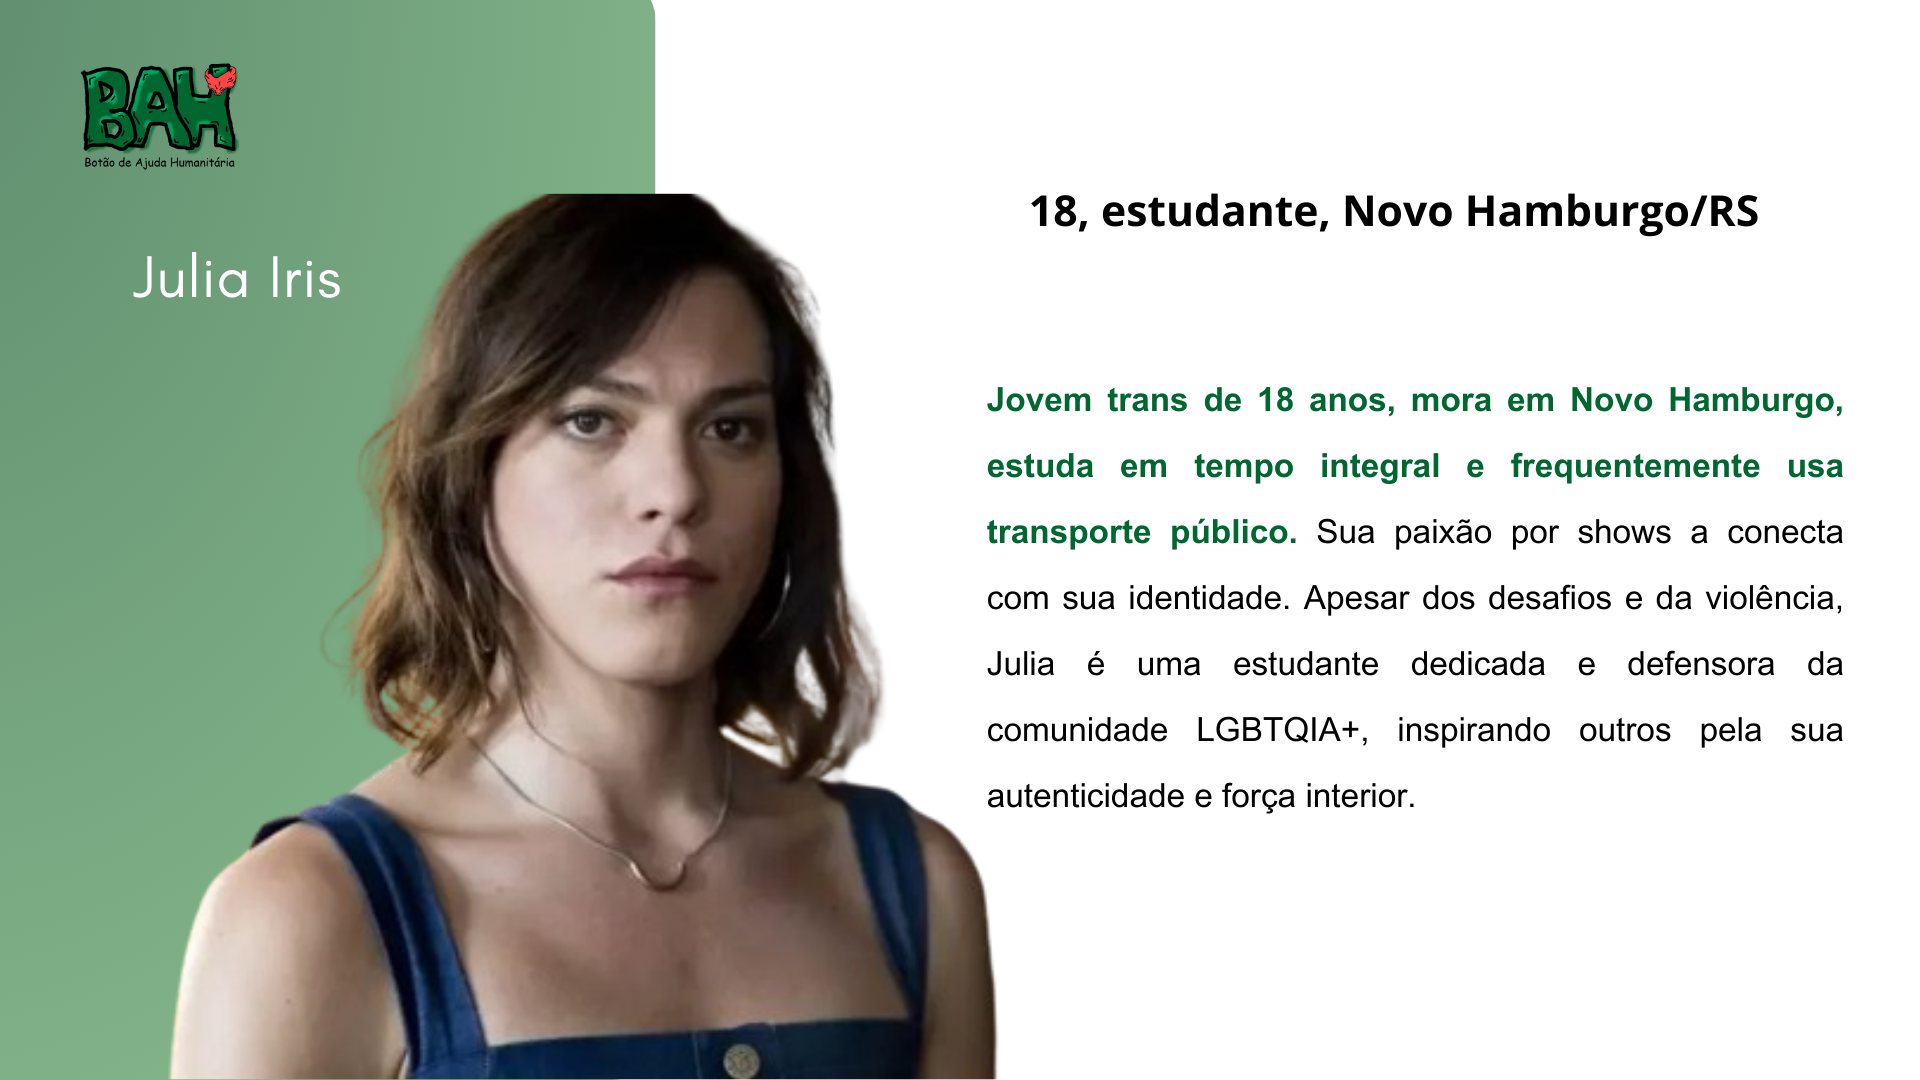 BAH
Botão de Ajuda Humanitária
Julia Iris
18, estudante, Novo Hamburgo/RS
Jovem trans de 18 anos, mora em Novo Hamburgo,
estuda em tempo integral e frequentemente usa
transporte público. Sua paixão por shows a conecta
com sua identidade. Apesar dos desafios e da violência,
Julia é uma estudante dedicada e defensora da
comunidade LGBTQIA+, inspirando outros pela sua
autenticidade e força interior.